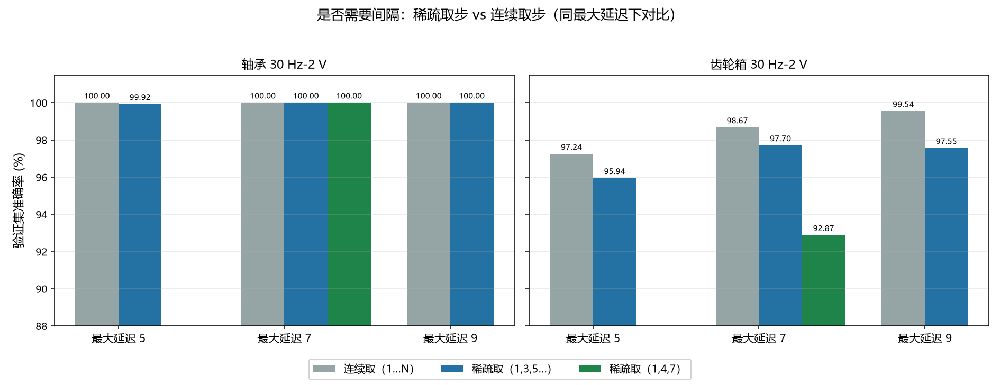 是否需要间隔：稀疏取步 vs 连续取步（同最大延迟下对比）
轴承 30 Hz-2 V
验证集准确率 (%)
100
98
96
94
92
90
88
100.00
99.92
100.00
100.00
100.00
100.00
100.00
最大延迟 5
最大延迟 7
最大延迟 9
齿轮箱 30 Hz-2 V
97.24
95.94
98.67
97.70
92.87
99.54
97.55
最大延迟 5
最大延迟 7
最大延迟 9
连续取（1…N）
稀疏取（1,3,5…）
稀疏取（1,4,7）